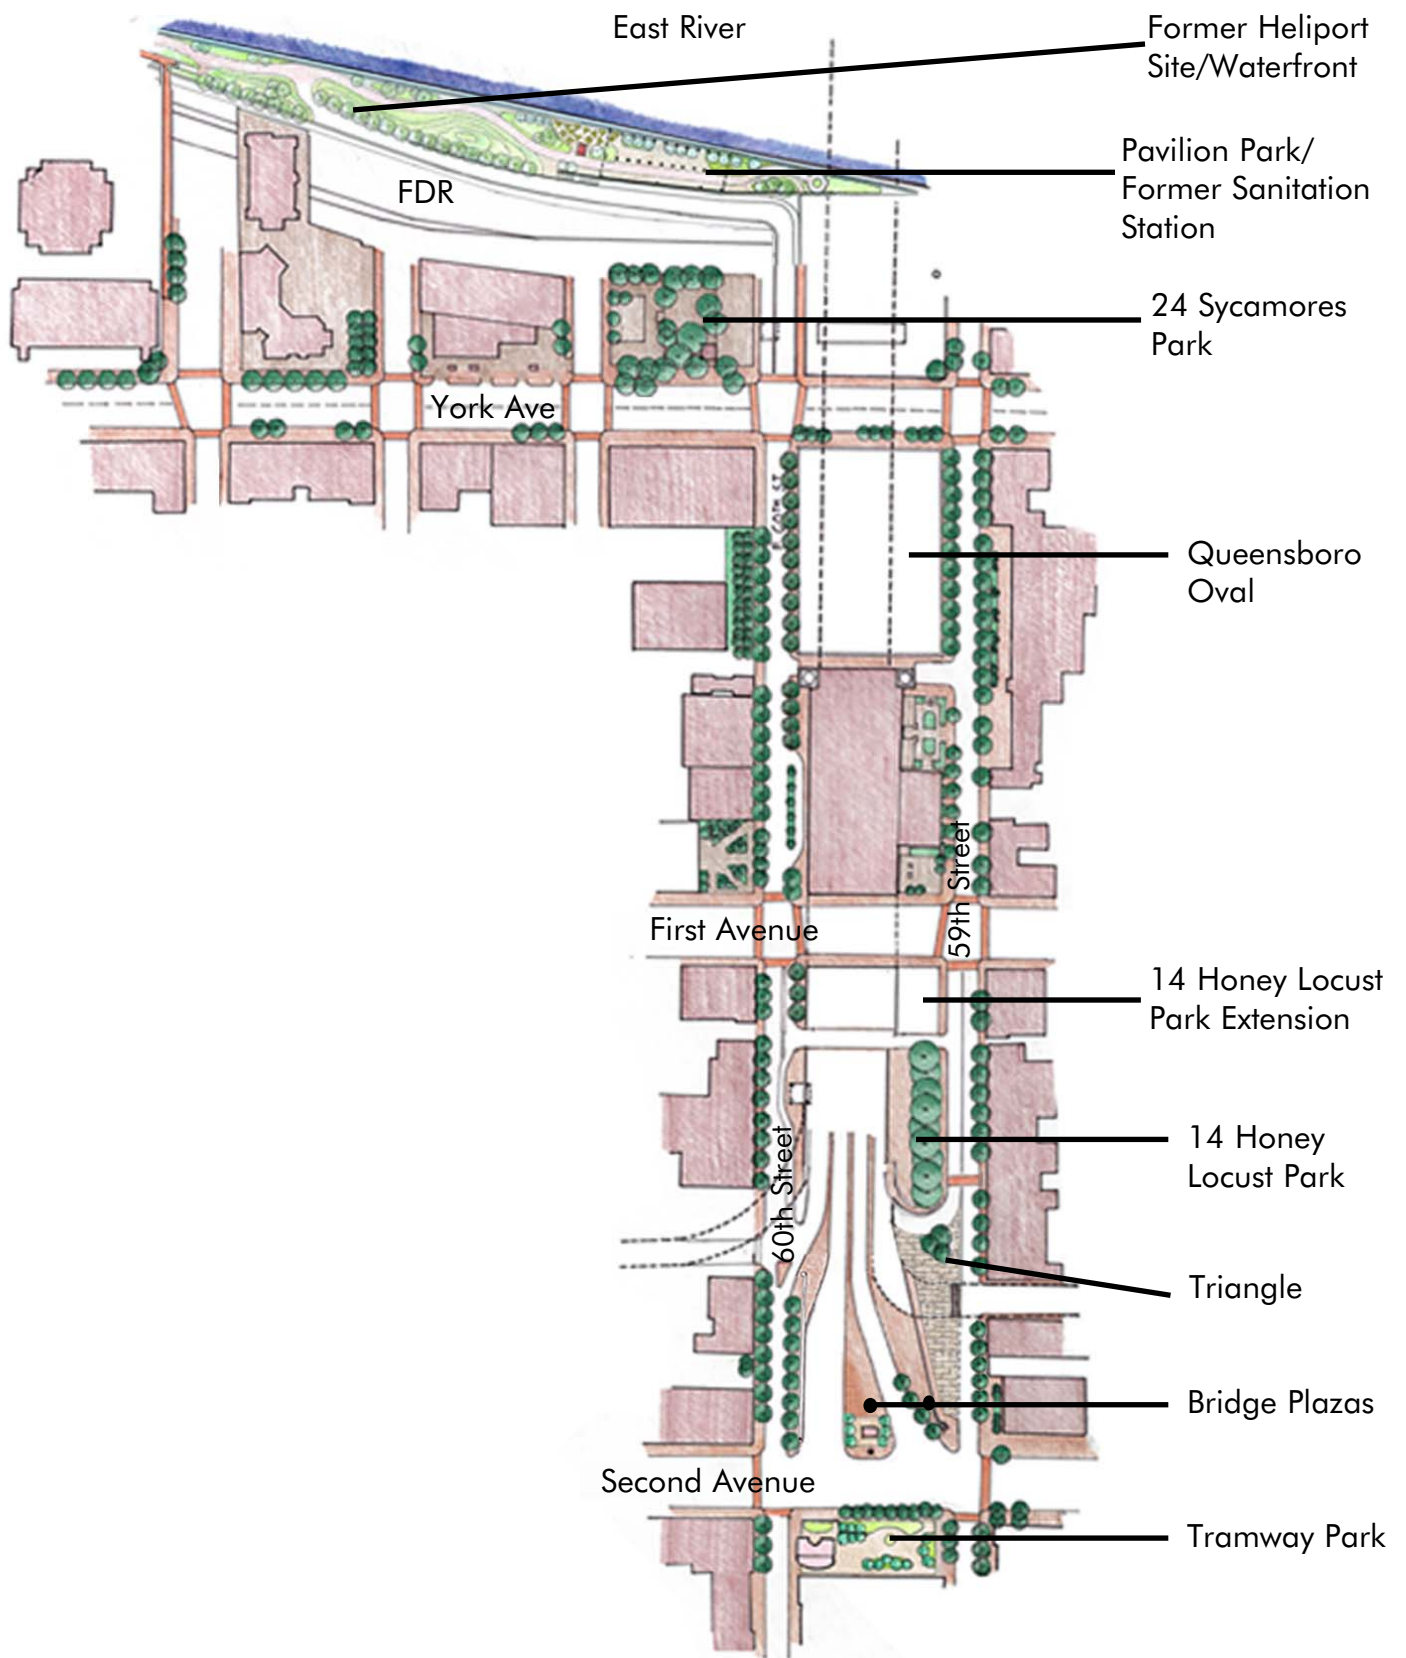 East River
Former Heliport
Site/Waterfront
Pavilion Park/
Former Sanitation
Station
FDR
24 Sycamores
Park
York Ave
Queensboro
Oval
59th Street
First Avenue
14 Honey Locust
Park Extension
14 Honey
Locust Park
60th Street
Triangle
Bridge Plazas
Second Avenue
Tramway Park